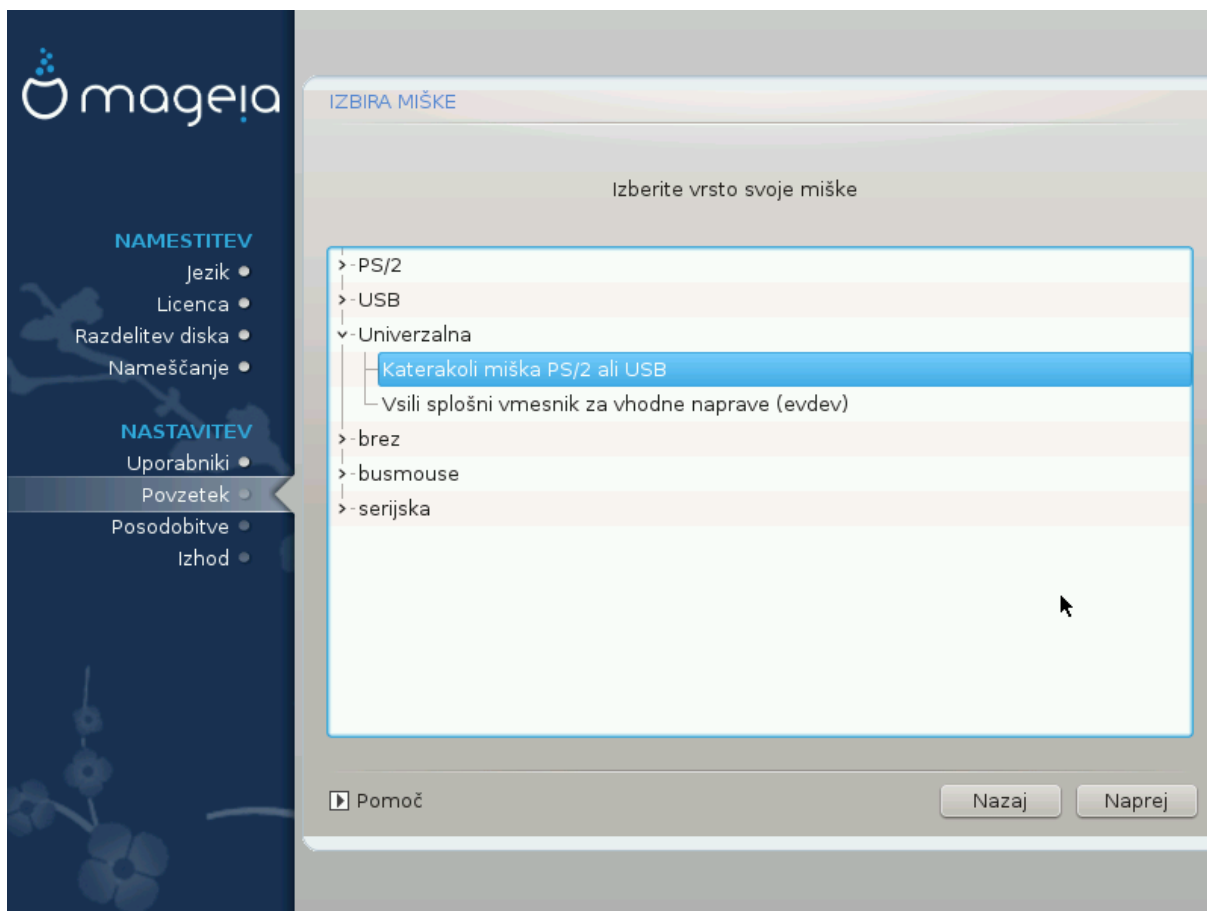 mageia
NAMESTITEV
Jezik
Licenca
Razdelitev diska
Nameščanje
NASTAVITEV
Uporabniki
Povzetek
Posodobitve
Izhod
IZBIRA MIŠKE
Izberite vrsto svoje miške
PS/2
USB
Univerzalna
Katerakoli miška PS/2 ali USB
Vsili splošni vmesnik za vhodne naprave (evdev)
brez
busmouse
serijska
Pomoč
Nazaj
Naprej